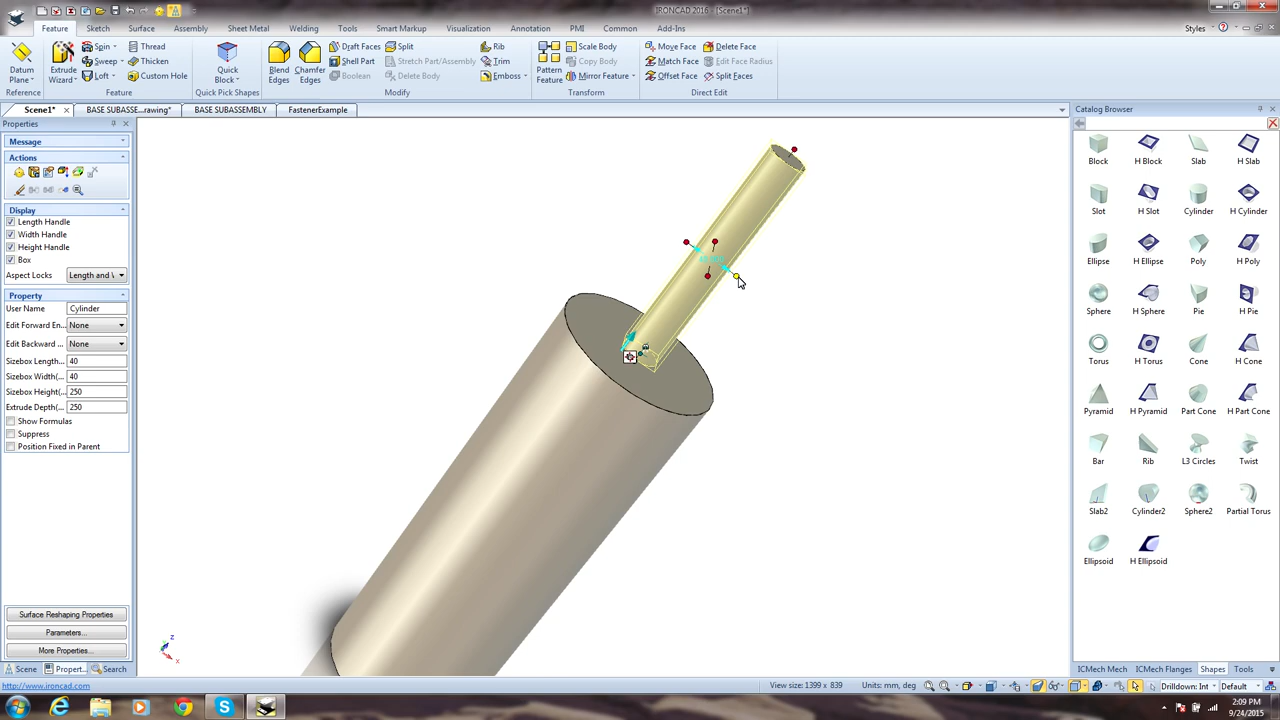 IRONCAD 2016 - [Scene1*]
Feature Sketch Surface Assembly Sheet Metal Welding Tools Smart Markup Visualization Annotation PMI Common Add-Ins Styles
Datum Plane
Reference
Extrude Wizard
Spin Thread
Sweep Thicken
Loft Custom Hole
Feature
Quick Block
Quick Pick Shapes
Blend Edges
Chamfer Edges
Draft Faces Split Rib
Shell Part Stretch Part/Assembly Trim
Boolean Delete Body Emboss
Modify
Pattern Feature
Scale Body
Copy Body
Mirror Feature
Transform
Move Face Delete Face
Match Face Edit Face Radius
Offset Face Split Faces
Direct Edit
Scene1* BASE SUBASSE...rawing* BASE SUBASSEMBLY FastenerExample
Properties
Message
Actions
Display
Length Handle
Width Handle
Height Handle
Box
Aspect Locks Length and
Property
User Name Cylinder
Edit Forward En... None
Edit Backward ... None
Sizebox Length... 40
Sizebox Width(... 40
Sizebox Height(... 250
Extrude Depth(... 250
Show Formulas
Suppress
Position Fixed in Parent
Surface Reshaping Properties
Parameters...
More Properties...
Scene Propert... Search
z
x
Catalog Browser
Block H Block Slab H Slab
Slot H Slot Cylinder H Cylinder
Ellipse H Ellipse Poly H Poly
Sphere H Sphere Pie H Pie
Torus H Torus Cone H Cone
Pyramid H Pyramid Part Cone H Part Cone
Bar Rib L3 Circles Twist
Slab2 Cylinder2 Sphere2 Partial Torus
Ellipsoid H Ellipsoid
ICMech Mech ICMech Flanges Shapes Tools
http://www.ironcad.com
View size: 1399 x 839 Units: mm, deg Drilldown: Int Default
2:09 PM
9/24/2015